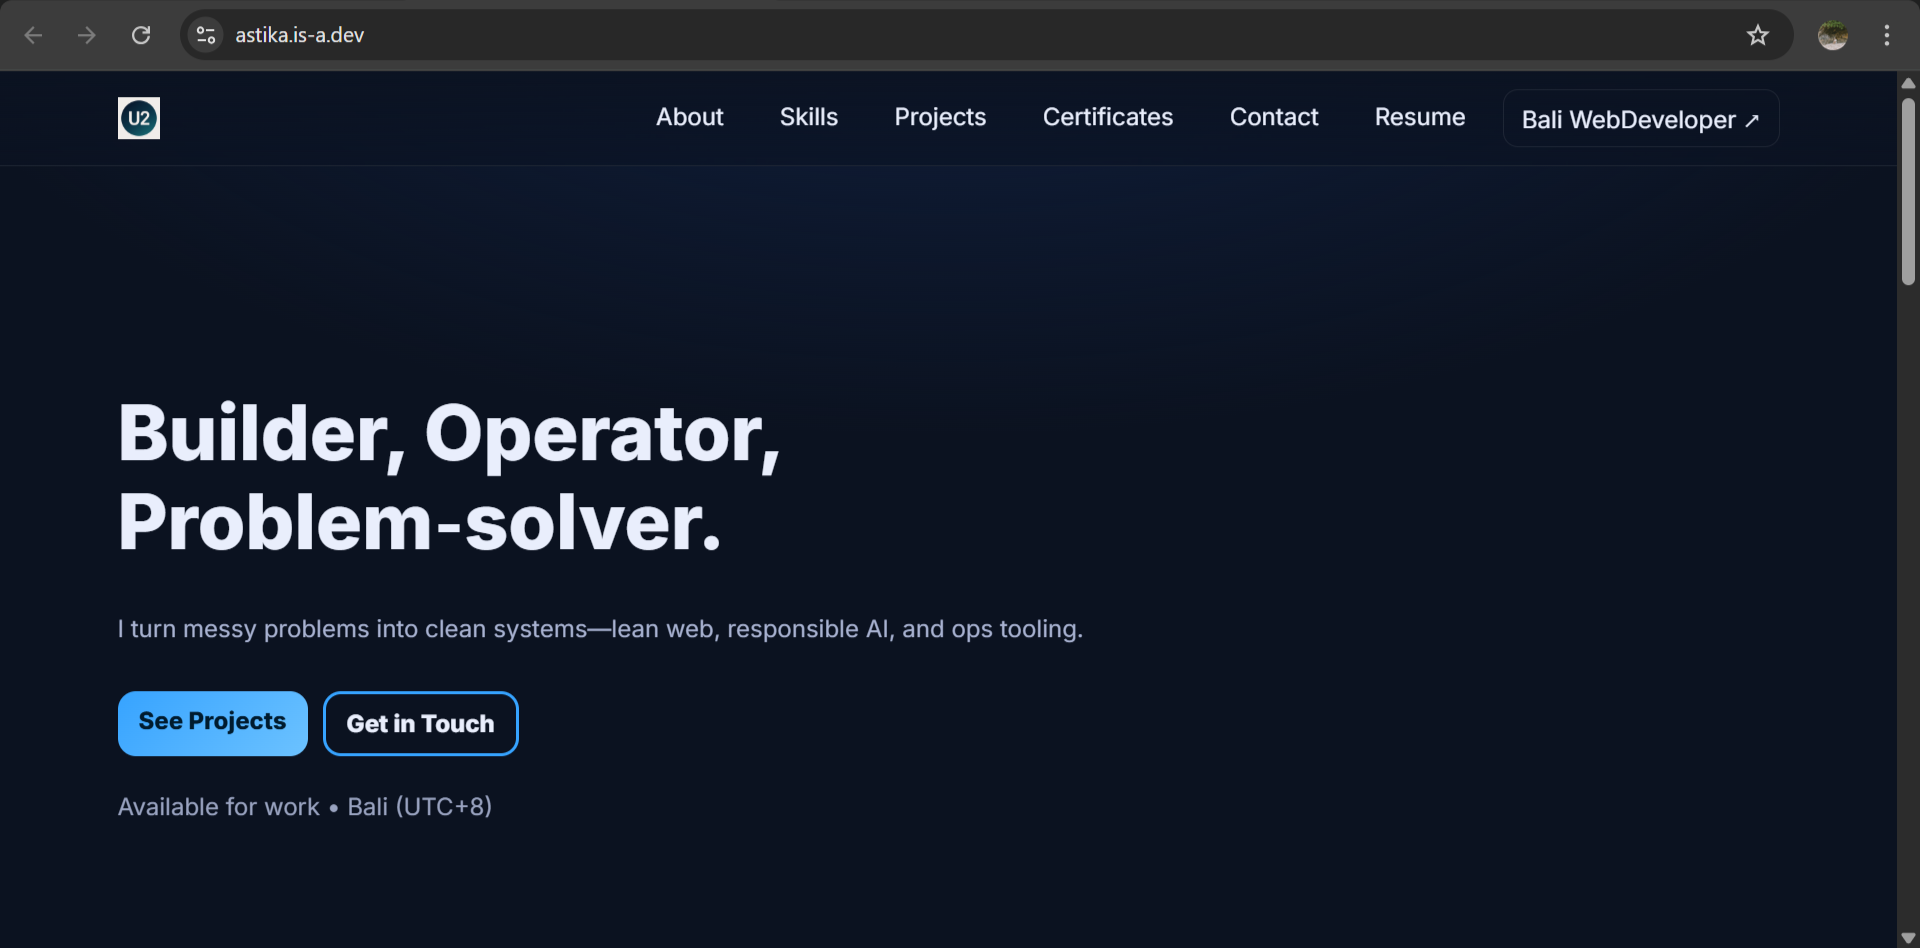 astika.is-a.dev
U2
About Skills Projects Certificates Contact Resume Bali WebDeveloper ↗
Builder, Operator,
Problem-solver.
I turn messy problems into clean systems—lean web, responsible AI, and ops tooling.
See Projects Get in Touch
Available for work • Bali (UTC+8)